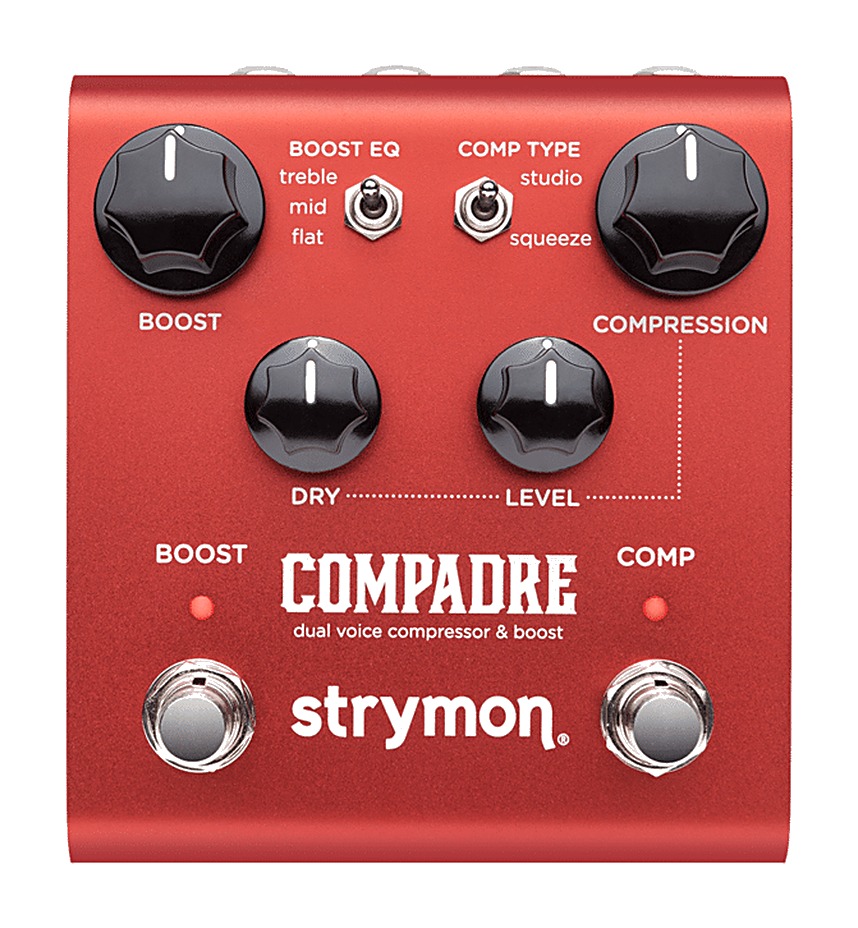 BOOST EQ
COMP TYPE
treble
studio
mid
flat
squeeze
BOOST
COMPRESSION
DRY
LEVEL
BOOST
COMPADRE
COMP
dual voice compressor & boost
strymon®